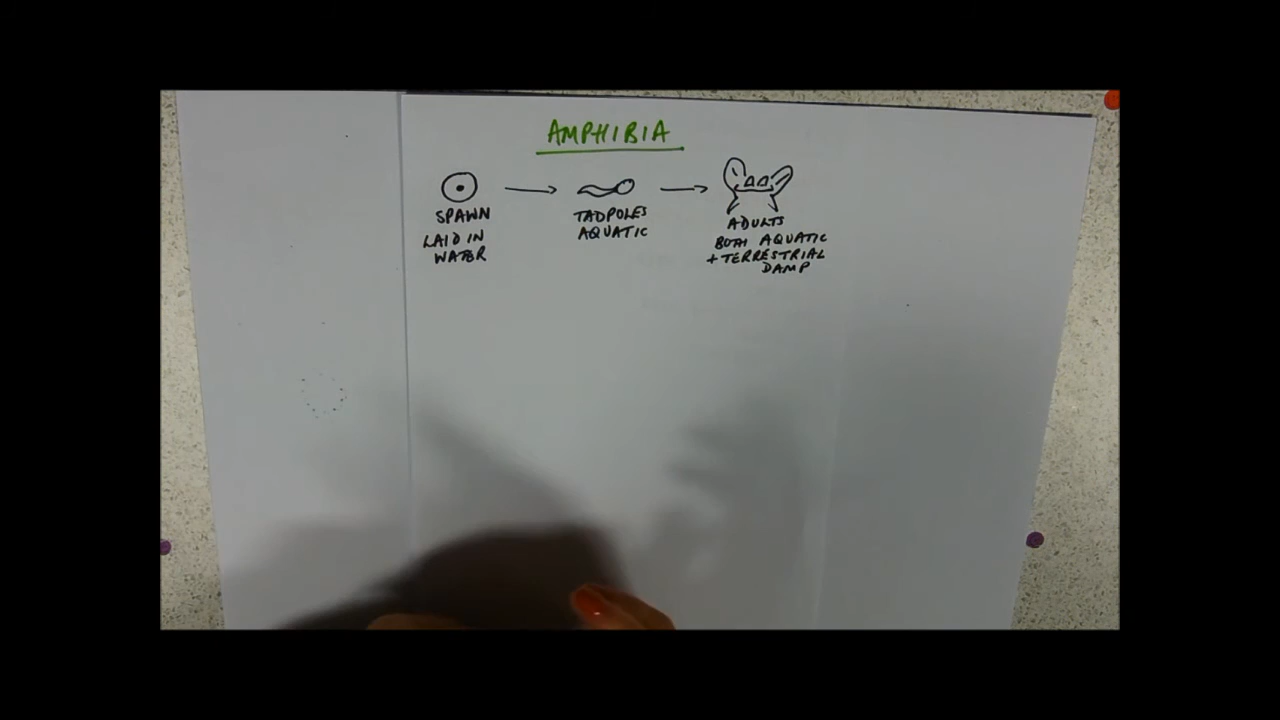 AMPHIBIA
SPAWN
LAID IN
WATER
TADPOLES
AQUATIC
ADULTS
BOTH AQUATIC
+ TERRESTRIAL
DAMP